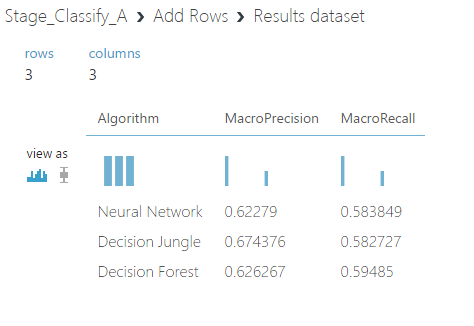 Stage_Classify_A > Add Rows > Results dataset
rows columns
3 3
Algorithm MacroPrecision MacroRecall
view as
Neural Network 0.62279 0.583849
Decision Jungle 0.674376 0.582727
Decision Forest 0.626267 0.59485